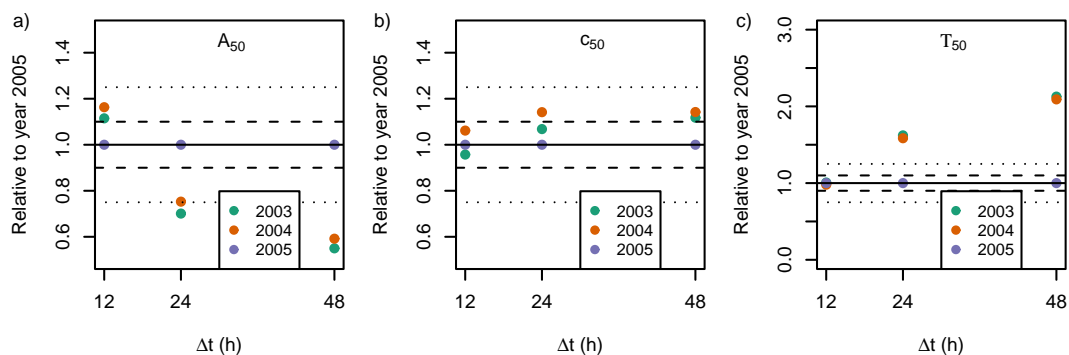 a)
A50
Relative to year 2005
0.6 0.8 1.0 1.2 1.4
2003
2004
2005
12 24 48
Δt (h)
b)
c50
Relative to year 2005
0.6 0.8 1.0 1.2 1.4
2003
2004
2005
12 24 48
Δt (h)
c)
T50
Relative to year 2005
0.0 1.0 2.0 3.0
2003
2004
2005
12 24 48
Δt (h)